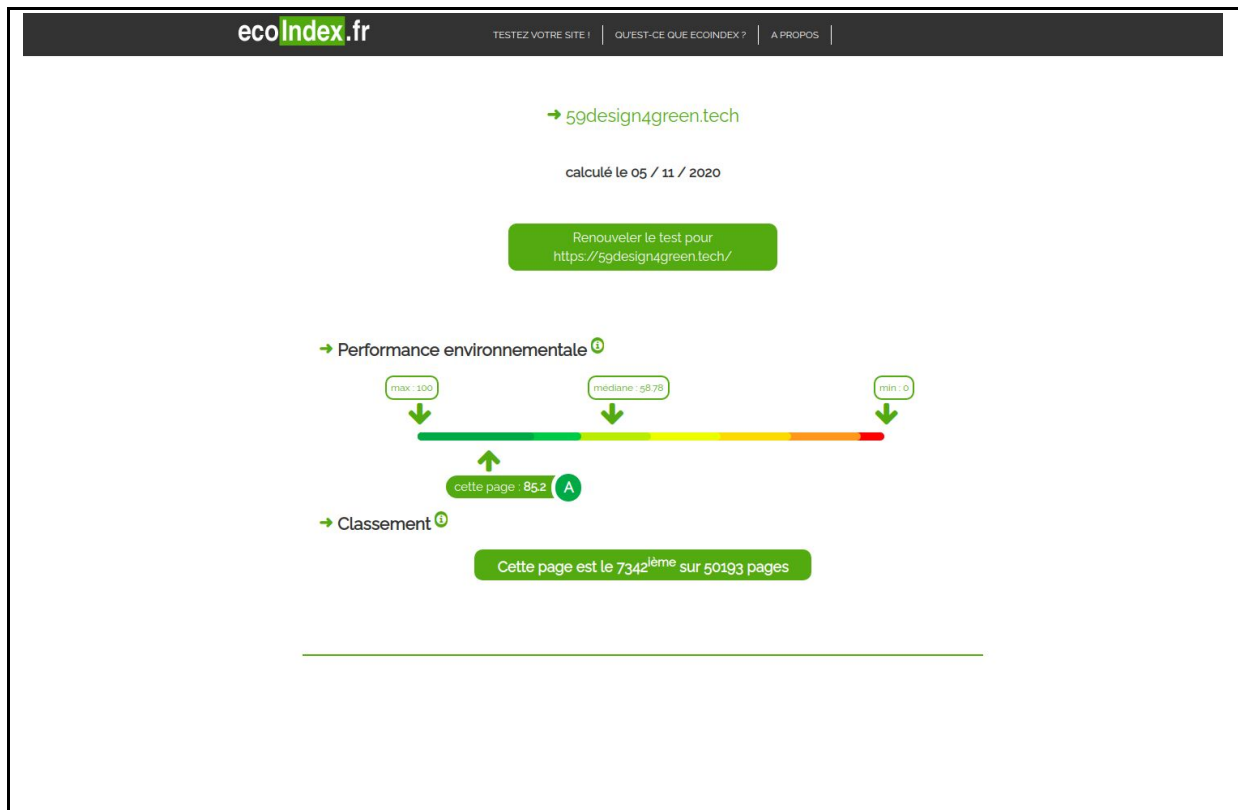 ecoIndex.fr
TESTEZ VOTRE SITE ! QU'EST-CE QUE ECOINDEX ? A PROPOS
59design4green.tech
calculé le 05 / 11 / 2020
Renouveler le test pour
https://59design4green.tech/
Performance environnementale
max : 100 médiane : 58.78 min : 0
cette page : 85.2 A
Classement
Cette page est le 7342ième sur 50193 pages